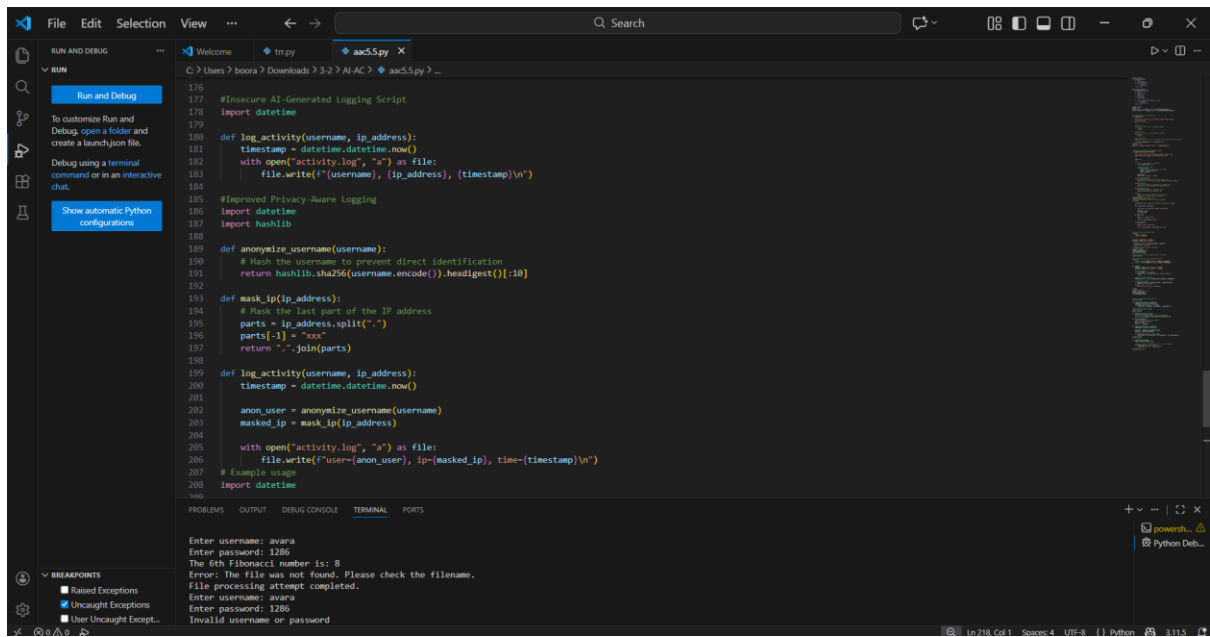 File Edit Selection View ··· Search
RUN AND DEBUG ···
RUN
Run and Debug
To customize Run and
Debug, open a folder and
create a launch.json file.
Debug using a terminal
command or in an interactive
chat.
Show automatic Python
configurations
BREAKPOINTS
Raised Exceptions
Uncaught Exceptions
User Uncaught Except...
Welcome trr.py aac5.5.py
C: > Users > boora > Downloads > 3-2 > AI-AC > aac5.5.py > ...
176
177 #Insecure AI-Generated Logging Script
178 import datetime
179
180 def log_activity(username, ip_address):
181 timestamp = datetime.datetime.now()
182 with open("activity.log", "a") as file:
183 file.write(f"{username}, {ip_address}, {timestamp}\n")
184
185 #Improved Privacy-Aware Logging
186 import datetime
187 import hashlib
188
189 def anonymize_username(username):
190 # Hash the username to prevent direct identification
191 return hashlib.sha256(username.encode()).hexdigest()[:10]
192
193 def mask_ip(ip_address):
194 # Mask the last part of the IP address
195 parts = ip_address.split(".")
196 parts[-1] = "xxx"
197 return ".".join(parts)
198
199 def log_activity(username, ip_address):
200 timestamp = datetime.datetime.now()
201
202 anon_user = anonymize_username(username)
203 masked_ip = mask_ip(ip_address)
204
205 with open("activity.log", "a") as file:
206 file.write(f"user={anon_user}, ip={masked_ip}, time={timestamp}\n")
207 # Example usage
208 import datetime
209
PROBLEMS OUTPUT DEBUG CONSOLE TERMINAL PORTS
Enter username: avara
Enter password: 1286
The 6th Fibonacci number is: 8
Error: The file was not found. Please check the filename.
File processing attempt completed.
Enter username: avara
Enter password: 1286
Invalid username or password
powersh...
Python Deb...
0 0 Ln 218, Col 1 Spaces: 4 UTF-8 {} Python 3.11.5